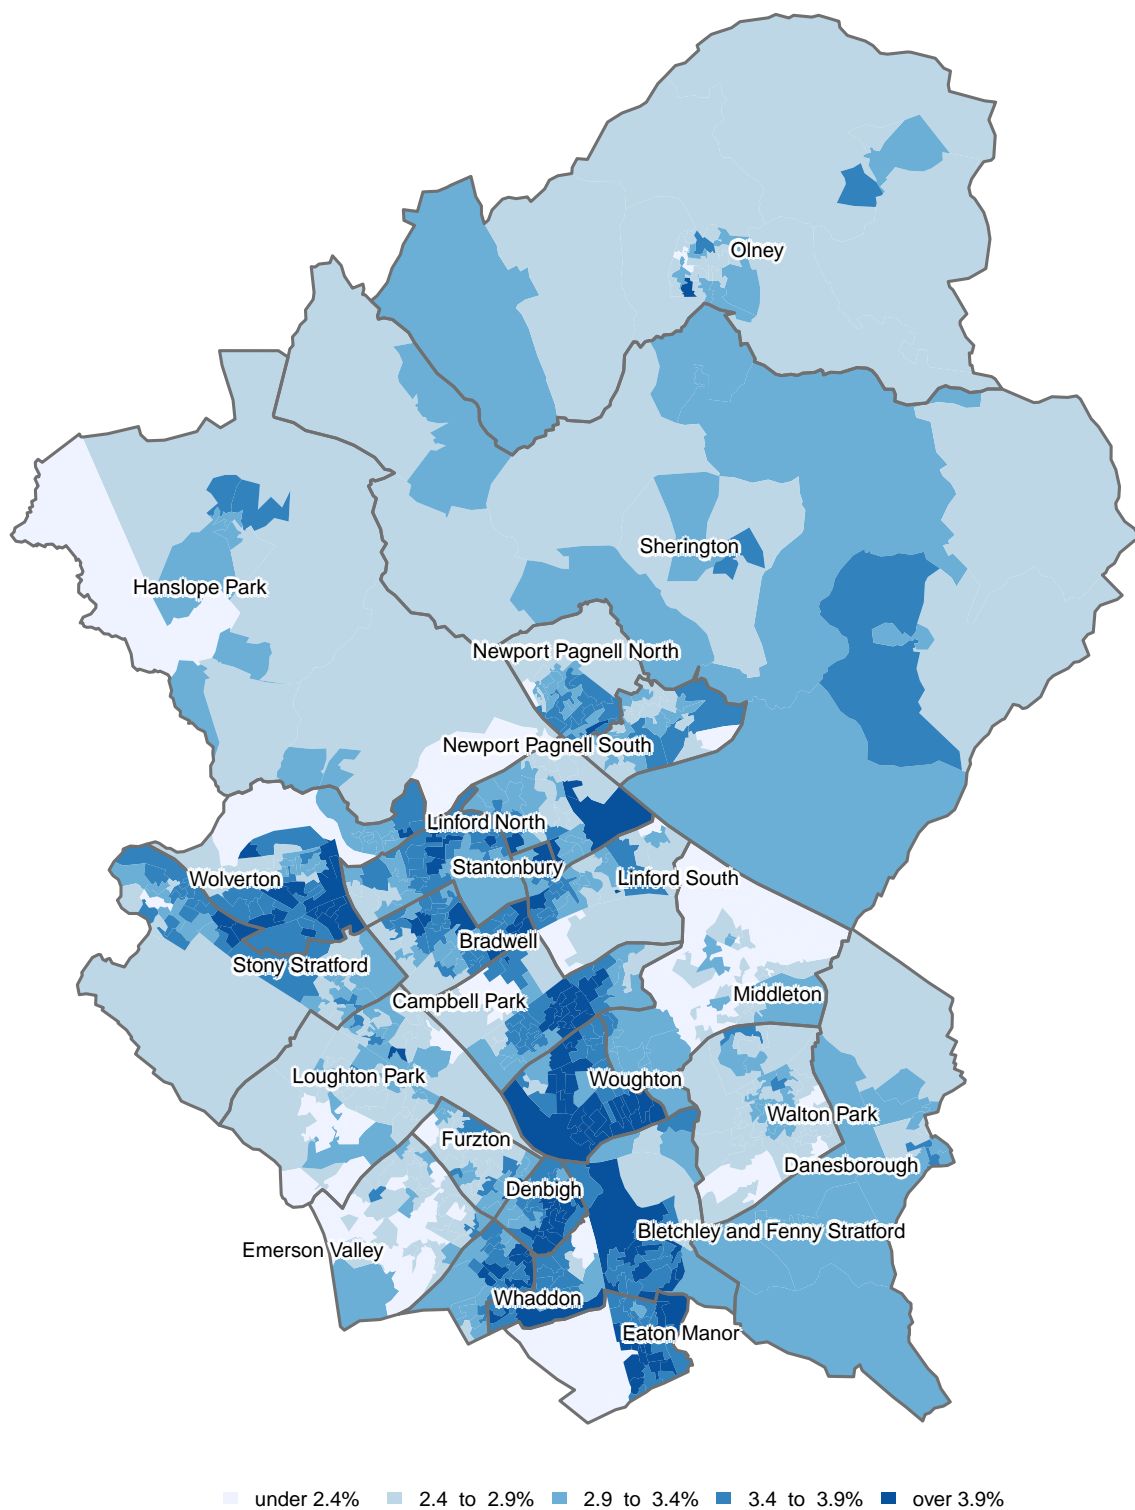 Olney
Sherington
Hanslope Park
Newport Pagnell North
Newport Pagnell South
Linford North
Stantonbury
Linford South
Wolverton
Bradwell
Stony Stratford
Middleton
Campbell Park
Loughton Park
Woughton
Walton Park
Furzton
Danesborough
Denbigh
Bletchley and Fenny Stratford
Emerson Valley
Whaddon
Eaton Manor
under 2.4% 2.4 to 2.9% 2.9 to 3.4% 3.4 to 3.9% over 3.9%